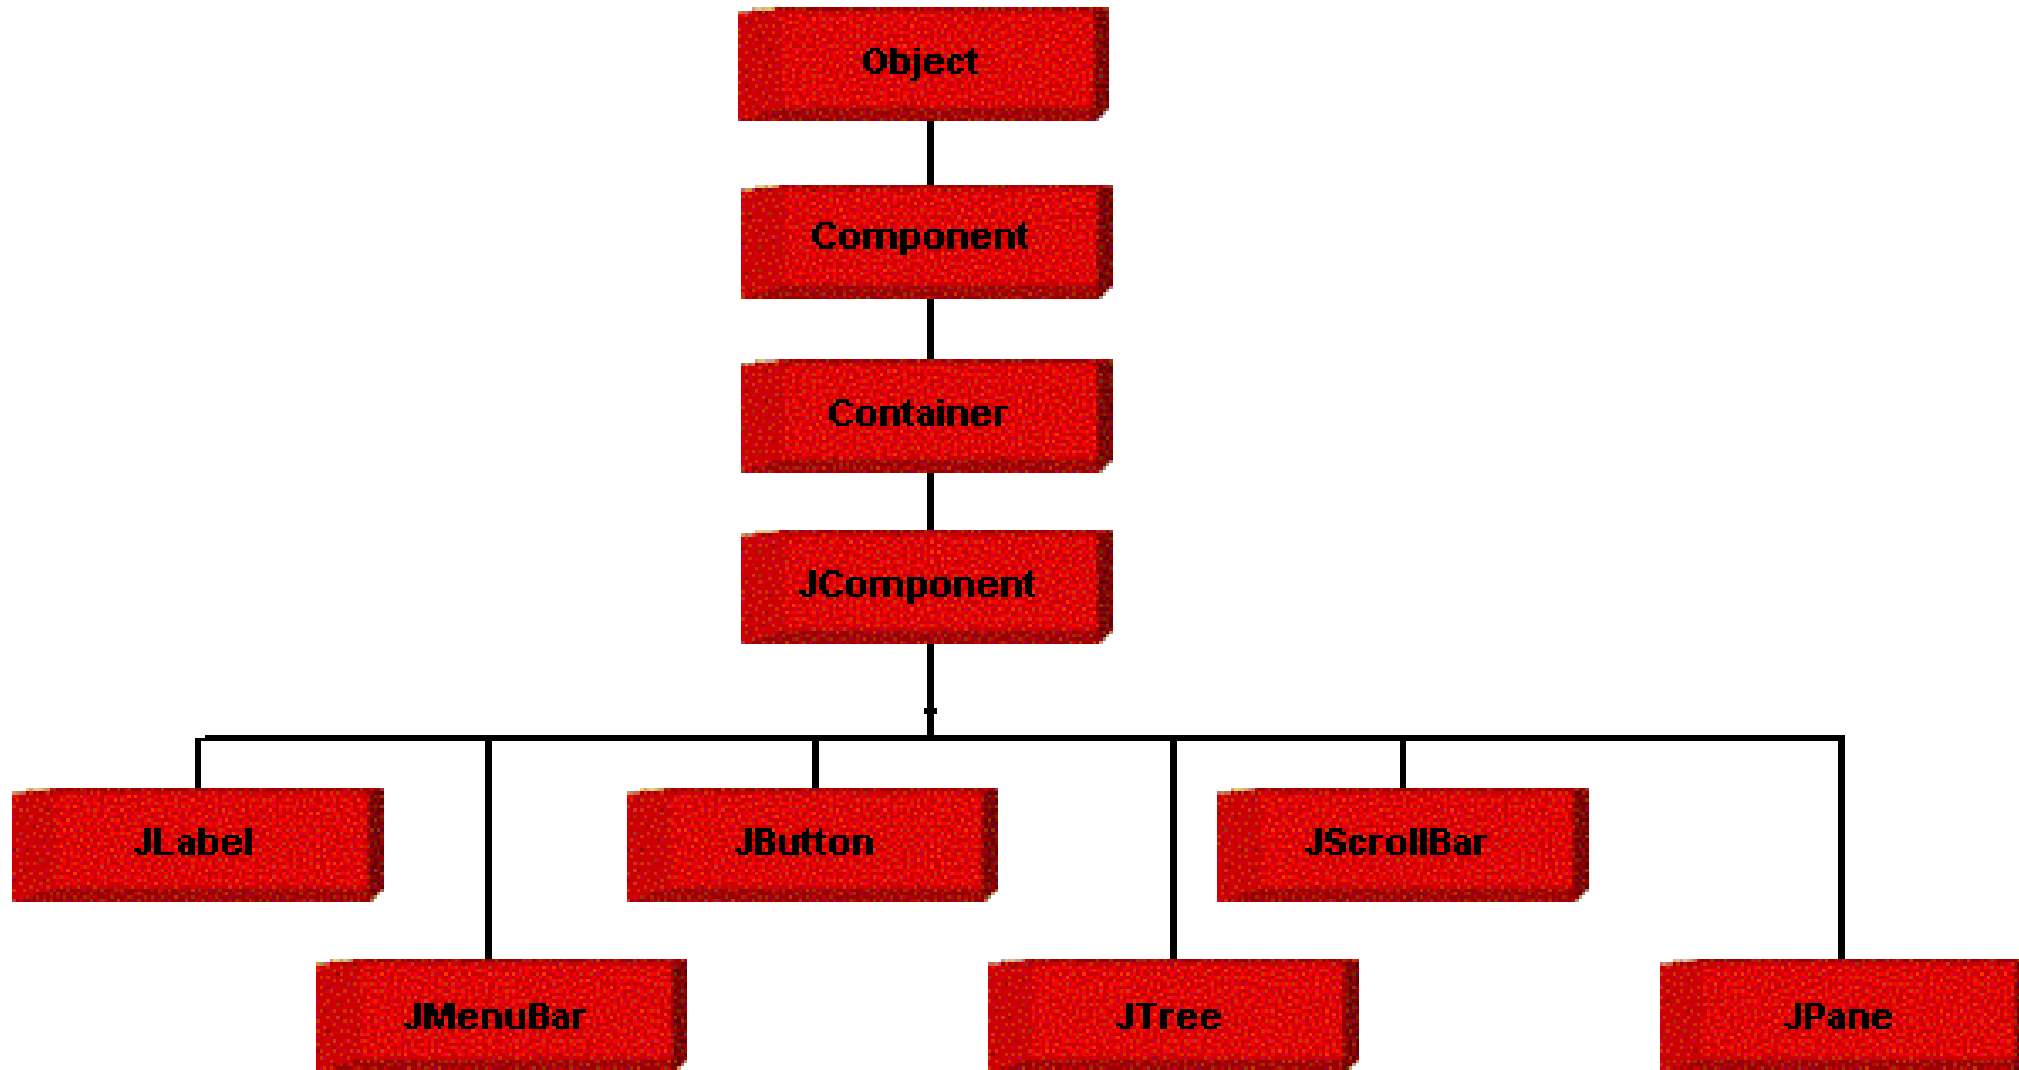 Object
Component
Container
JComponent
JLabel
JButton
JScrollBar
JMenuBar
JTree
JPane